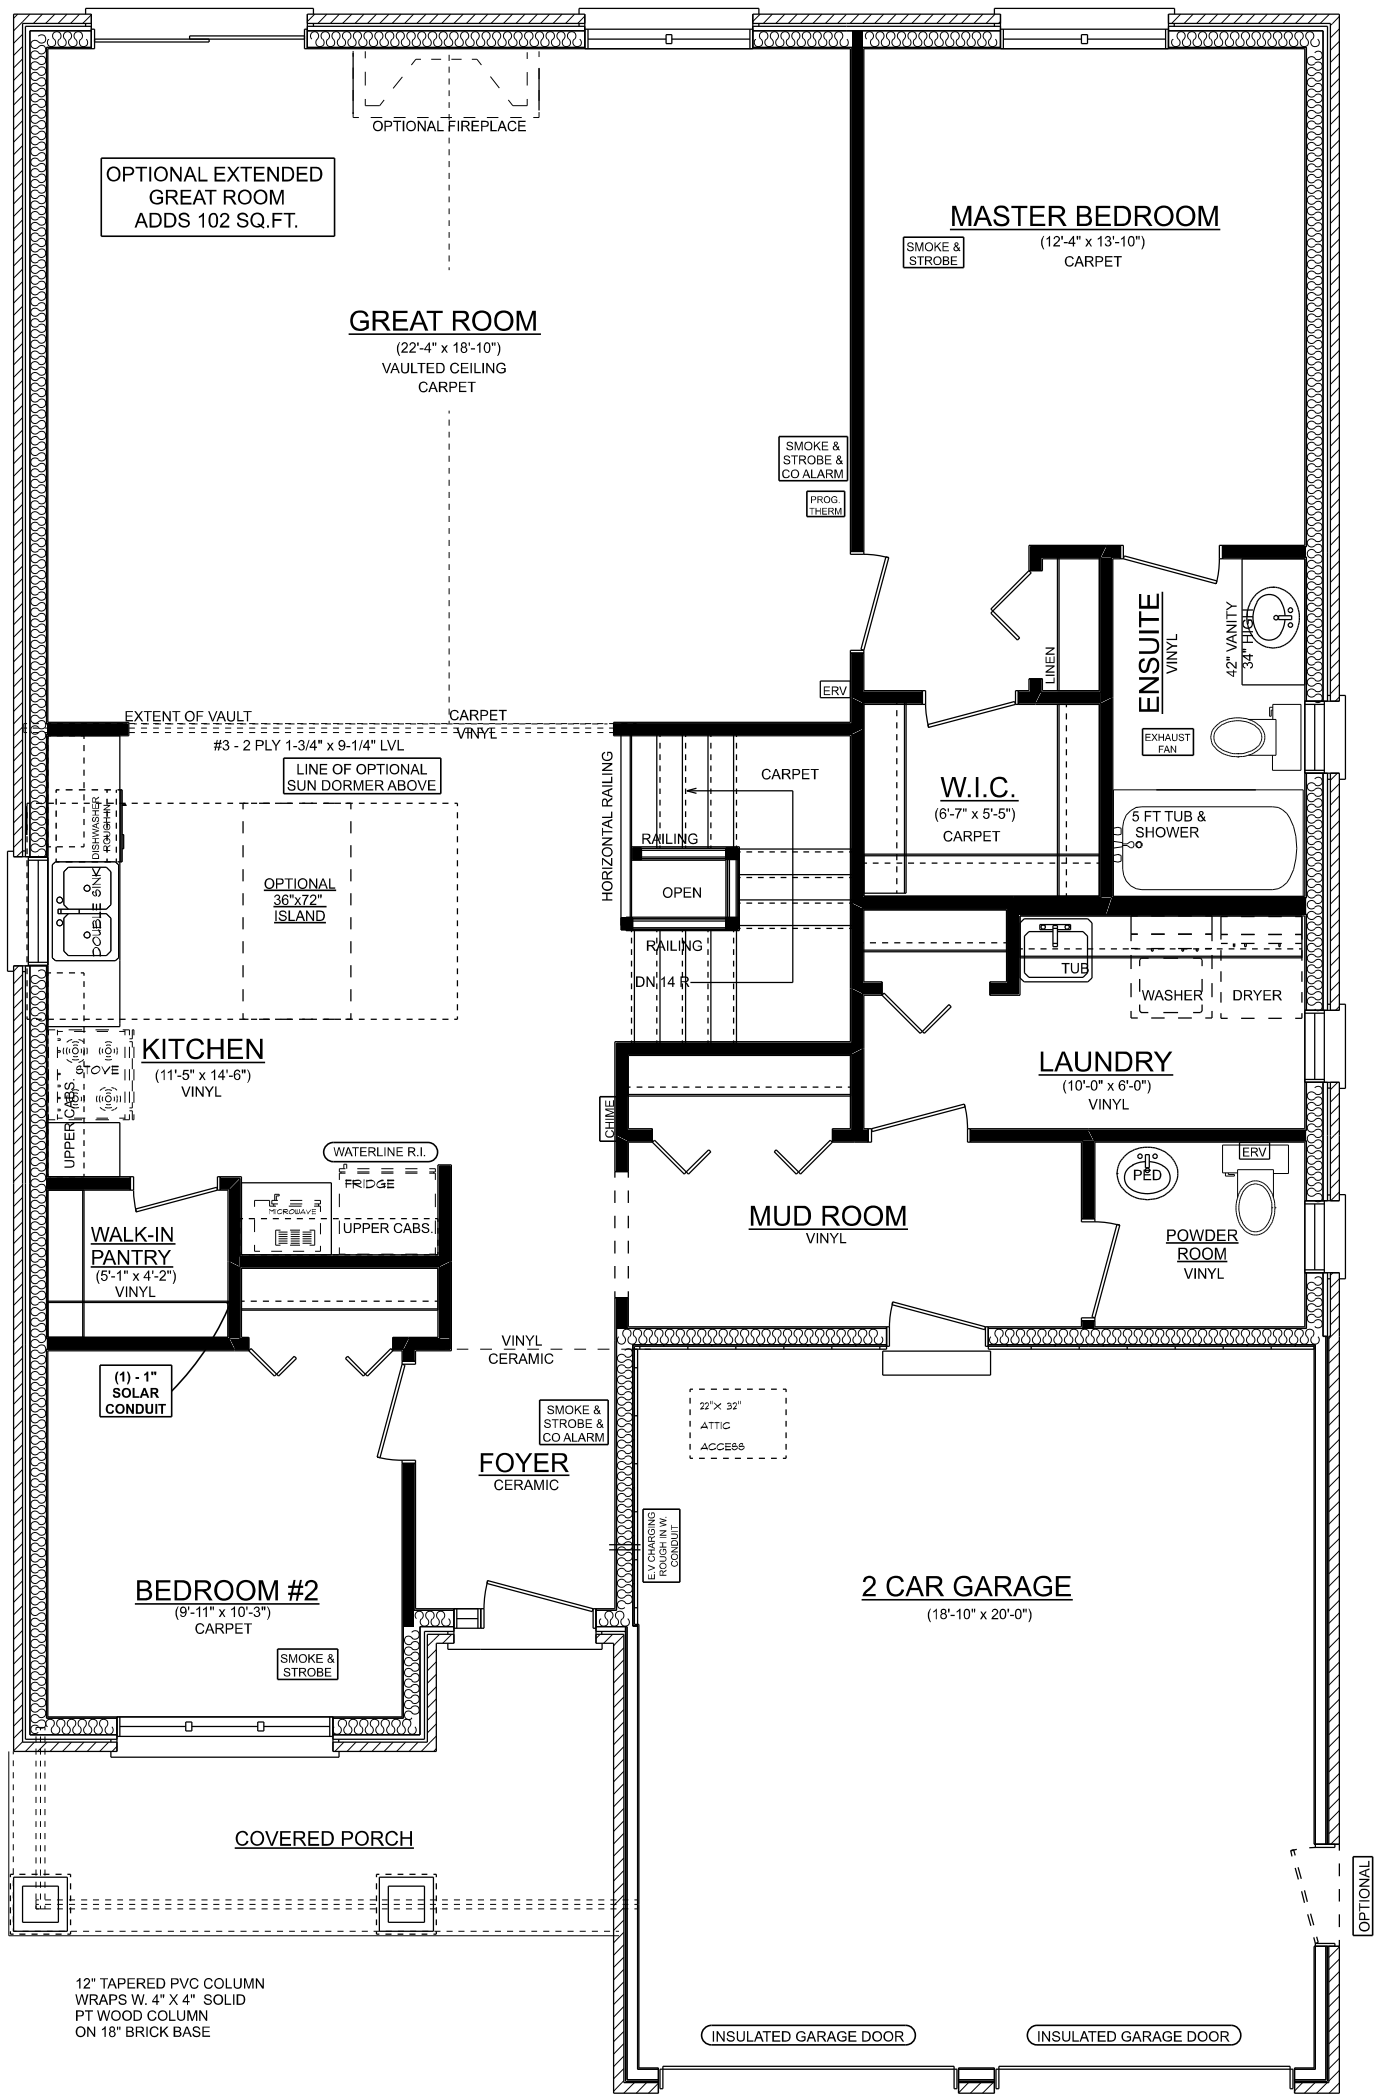 OPTIONAL FIREPLACE
OPTIONAL EXTENDED
GREAT ROOM
ADDS 102 SQ.FT.
MASTER BEDROOM
(12'-4" x 13'-10")
CARPET
SMOKE &
STROBE
GREAT ROOM
(22'-4" x 18'-10")
VAULTED CEILING
CARPET
SMOKE &
STROBE &
CO ALARM
PROG.
THERM
ERV
LINEN
ENSUITE
VINYL
42" VANITY
34" HIGH
EXHAUST
FAN
5 FT TUB &
SHOWER
W.I.C.
(6'-7" x 5'-5")
CARPET
EXTENT OF VAULT
CARPET
VINYL
#3 - 2 PLY 1-3/4" x 9-1/4" LVL
LINE OF OPTIONAL
SUN DORMER ABOVE
HORIZONTAL RAILING
CARPET
RAILING
OPEN
RAILING
DN 14 R
DISHWASHER
ROUGH IN
DOUBLE SINK
OPTIONAL
36"x72"
ISLAND
KITCHEN
(11'-5" x 14'-6")
VINYL
STOVE
UPPER CABS.
TUB
WASHER
DRYER
LAUNDRY
(10'-0" x 6'-0")
VINYL
CHIME
WATERLINE R.I.
FRIDGE
MICROWAVE
UPPER CABS.
WALK-IN
PANTRY
(5'-1" x 4'-2")
VINYL
MUD ROOM
VINYL
PED
ERV
POWDER
ROOM
VINYL
VINYL
CERAMIC
(1) - 1"
SOLAR
CONDUIT
SMOKE &
STROBE &
CO ALARM
FOYER
CERAMIC
22"X 32"
ATTIC
ACCESS
E.V CHARGING
ROUGH IN W.
CONDUIT
BEDROOM #2
(9'-11" x 10'-3")
CARPET
SMOKE &
STROBE
2 CAR GARAGE
(18'-10" x 20'-0")
COVERED PORCH
OPTIONAL
12" TAPERED PVC COLUMN
WRAPS W. 4" X 4" SOLID
PT WOOD COLUMN
ON 18" BRICK BASE
INSULATED GARAGE DOOR
INSULATED GARAGE DOOR